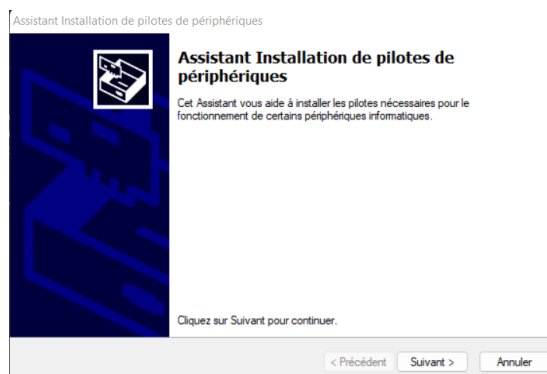 Assistant Installation de pilotes de périphériques
Assistant Installation de pilotes de
périphériques
Cet Assistant vous aide à installer les pilotes nécessaires pour le
fonctionnement de certains périphériques informatiques.
Cliquez sur Suivant pour continuer.
< Précédent Suivant > Annuler